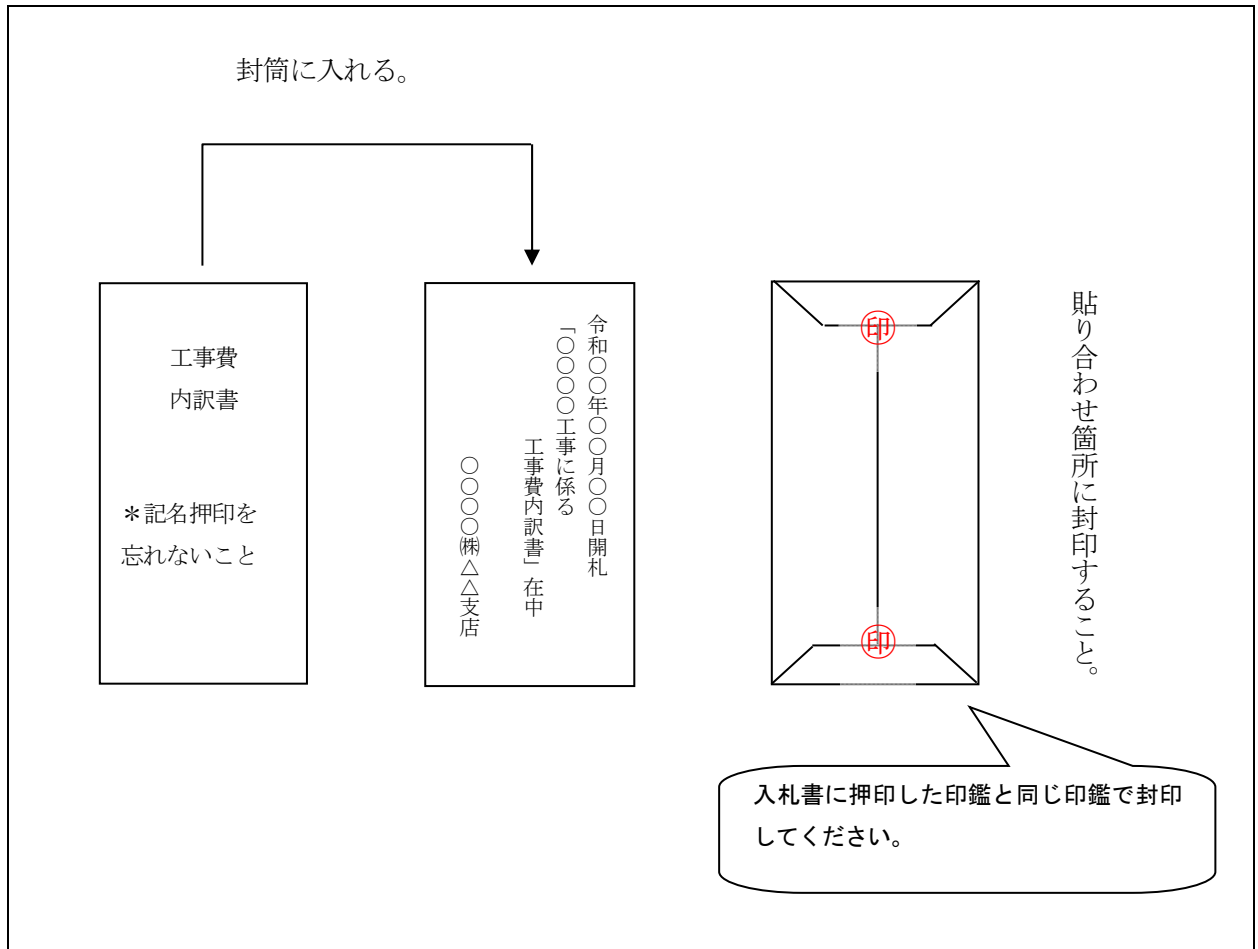 封筒に入れる。
工事費
内訳書
＊記名押印を
忘れないこと
令和〇〇年〇〇月〇〇日開札
「〇〇〇〇工事に係る
工事費内訳書」在中
〇〇〇〇㈱△△支店
印
印
貼り合わせ箇所に封印すること。
入札書に押印した印鑑と同じ印鑑で封印
してください。